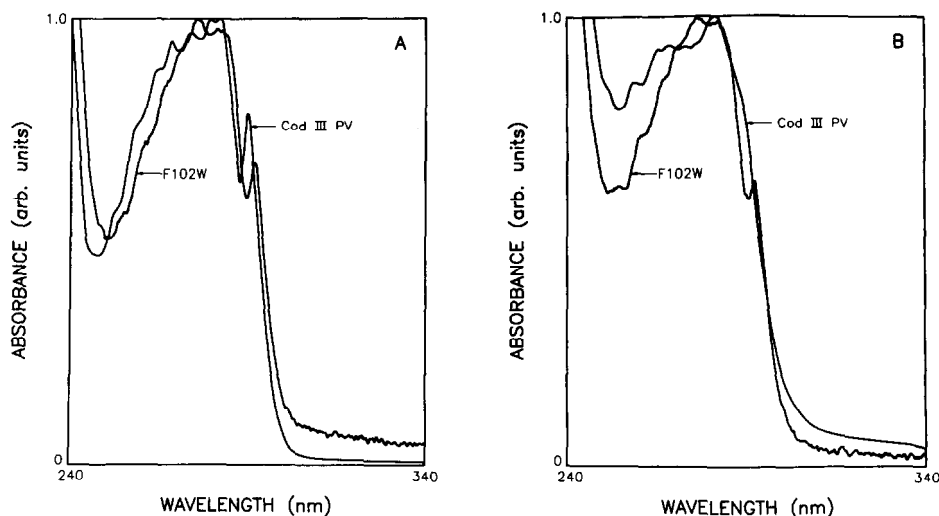 1.0
A
Cod III PV
F102W
ABSORBANCE (arb. units)
0
240
340
WAVELENGTH (nm)
1.0
B
Cod III PV
F102W
ABSORBANCE (arb. units)
0
240
340
WAVELENGTH (nm)